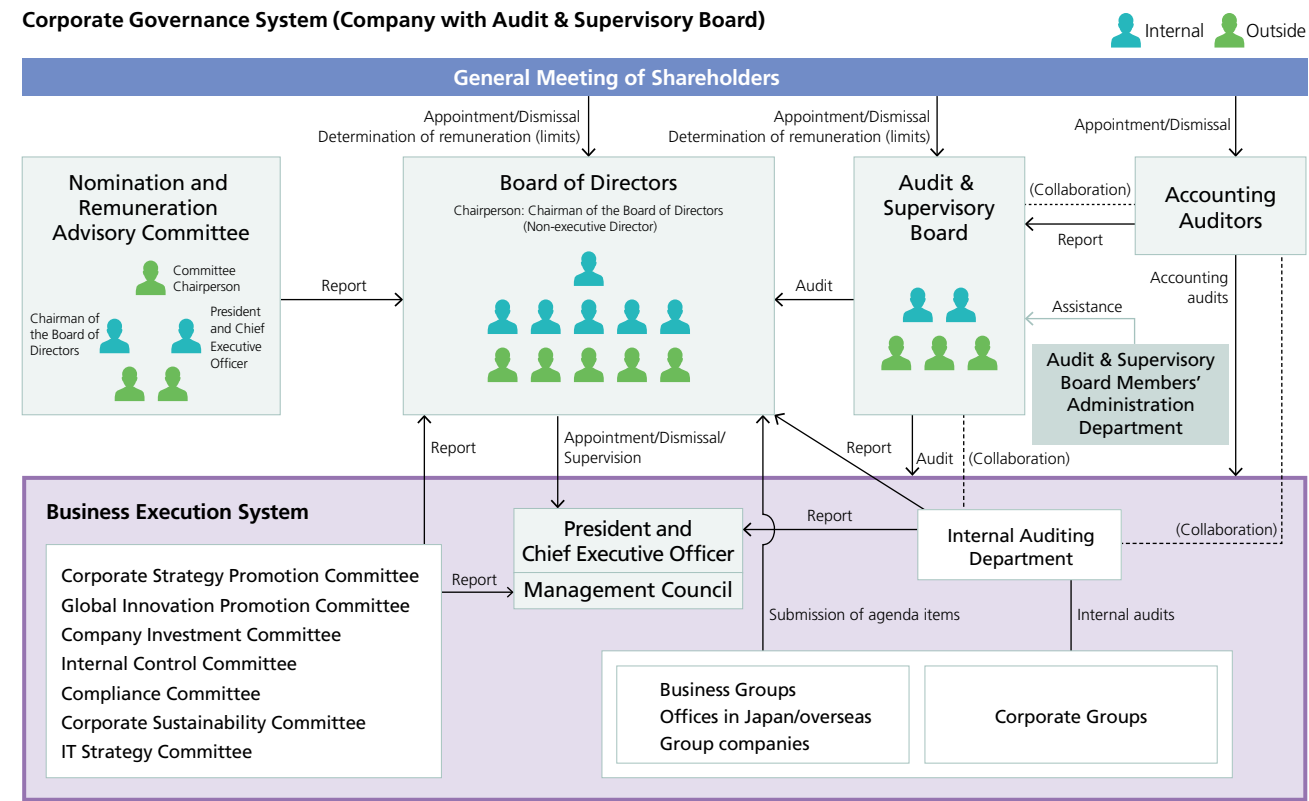 Corporate Governance System (Company with Audit & Supervisory Board)
Internal
Outside
General Meeting of Shareholders
Appointment/Dismissal
Determination of remuneration (limits)
Appointment/Dismissal
Determination of remuneration (limits)
Appointment/Dismissal
Nomination and
Remuneration
Advisory Committee
Committee
Chairperson
Chairman of
the Board of
Directors
President
and Chief
Executive
Officer
Report
Board of Directors
Chairperson: Chairman of the Board of Directors
(Non-executive Director)
Audit
Audit &
Supervisory
Board
(Collaboration)
Report
Accounting
Auditors
Accounting
audits
Assistance
Audit & Supervisory
Board Members’
Administration
Department
Report
Appointment/Dismissal/
Supervision
Report
Audit
(Collaboration)
Business Execution System
President and
Chief Executive Officer
Management Council
Report
Internal Auditing
Department
(Collaboration)
Corporate Strategy Promotion Committee
Global Innovation Promotion Committee
Company Investment Committee
Internal Control Committee
Compliance Committee
Corporate Sustainability Committee
IT Strategy Committee
Report
Submission of agenda items
Internal audits
Business Groups
Offices in Japan/overseas
Group companies
Corporate Groups